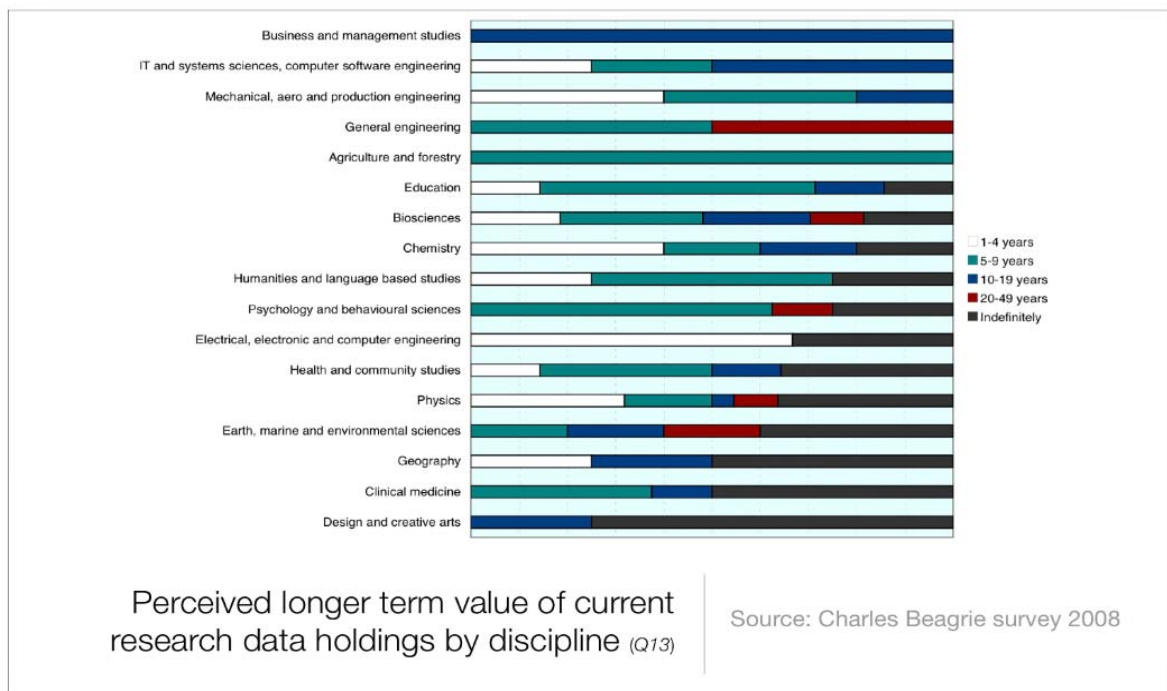 Business and management studies
IT and systems sciences, computer software engineering
Mechanical, aero and production engineering
General engineering
Agriculture and forestry
Education
Biosciences
Chemistry
Humanities and language based studies
Psychology and behavioural sciences
Electrical, electronic and computer engineering
Health and community studies
Physics
Earth, marine and environmental sciences
Geography
Clinical medicine
Design and creative arts
1-4 years
5-9 years
10-19 years
20-49 years
Indefinitely
Perceived longer term value of current
research data holdings by discipline (Q13)
Source: Charles Beagrie survey 2008